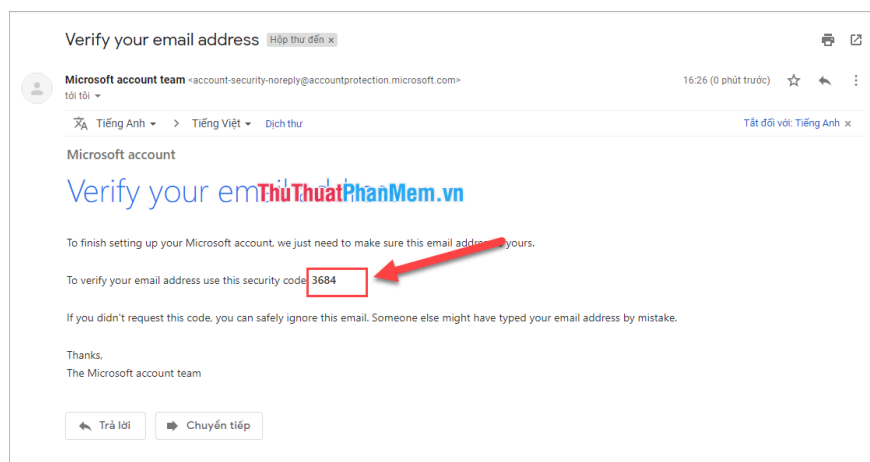 Verify your email address Hộp thư đến x
Microsoft account team <account-security-noreply@accountprotection.microsoft.com> 16:26 (0 phút trước)
tới tôi
Tiếng Anh > Tiếng Việt Dịch thư Tắt đối với: Tiếng Anh x
Microsoft account
Verify your em
ThuThuatPhanMem.vn
To finish setting up your Microsoft account, we just need to make sure this email address yours.
To verify your email address use this security code 3684
If you didn't request this code, you can safely ignore this email. Someone else might have typed your email address by mistake.
Thanks,
The Microsoft account team
Trả lời Chuyển tiếp